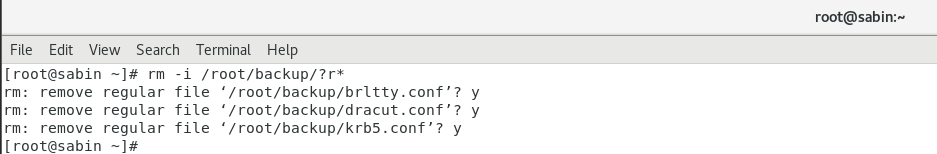 root@sabin:~
File Edit View Search Terminal Help
[root@sabin ~]# rm -i /root/backup/?r*
rm: remove regular file ‘/root/backup/brltty.conf’? y
rm: remove regular file ‘/root/backup/dracut.conf’? y
rm: remove regular file ‘/root/backup/krb5.conf’? y
[root@sabin ~]#